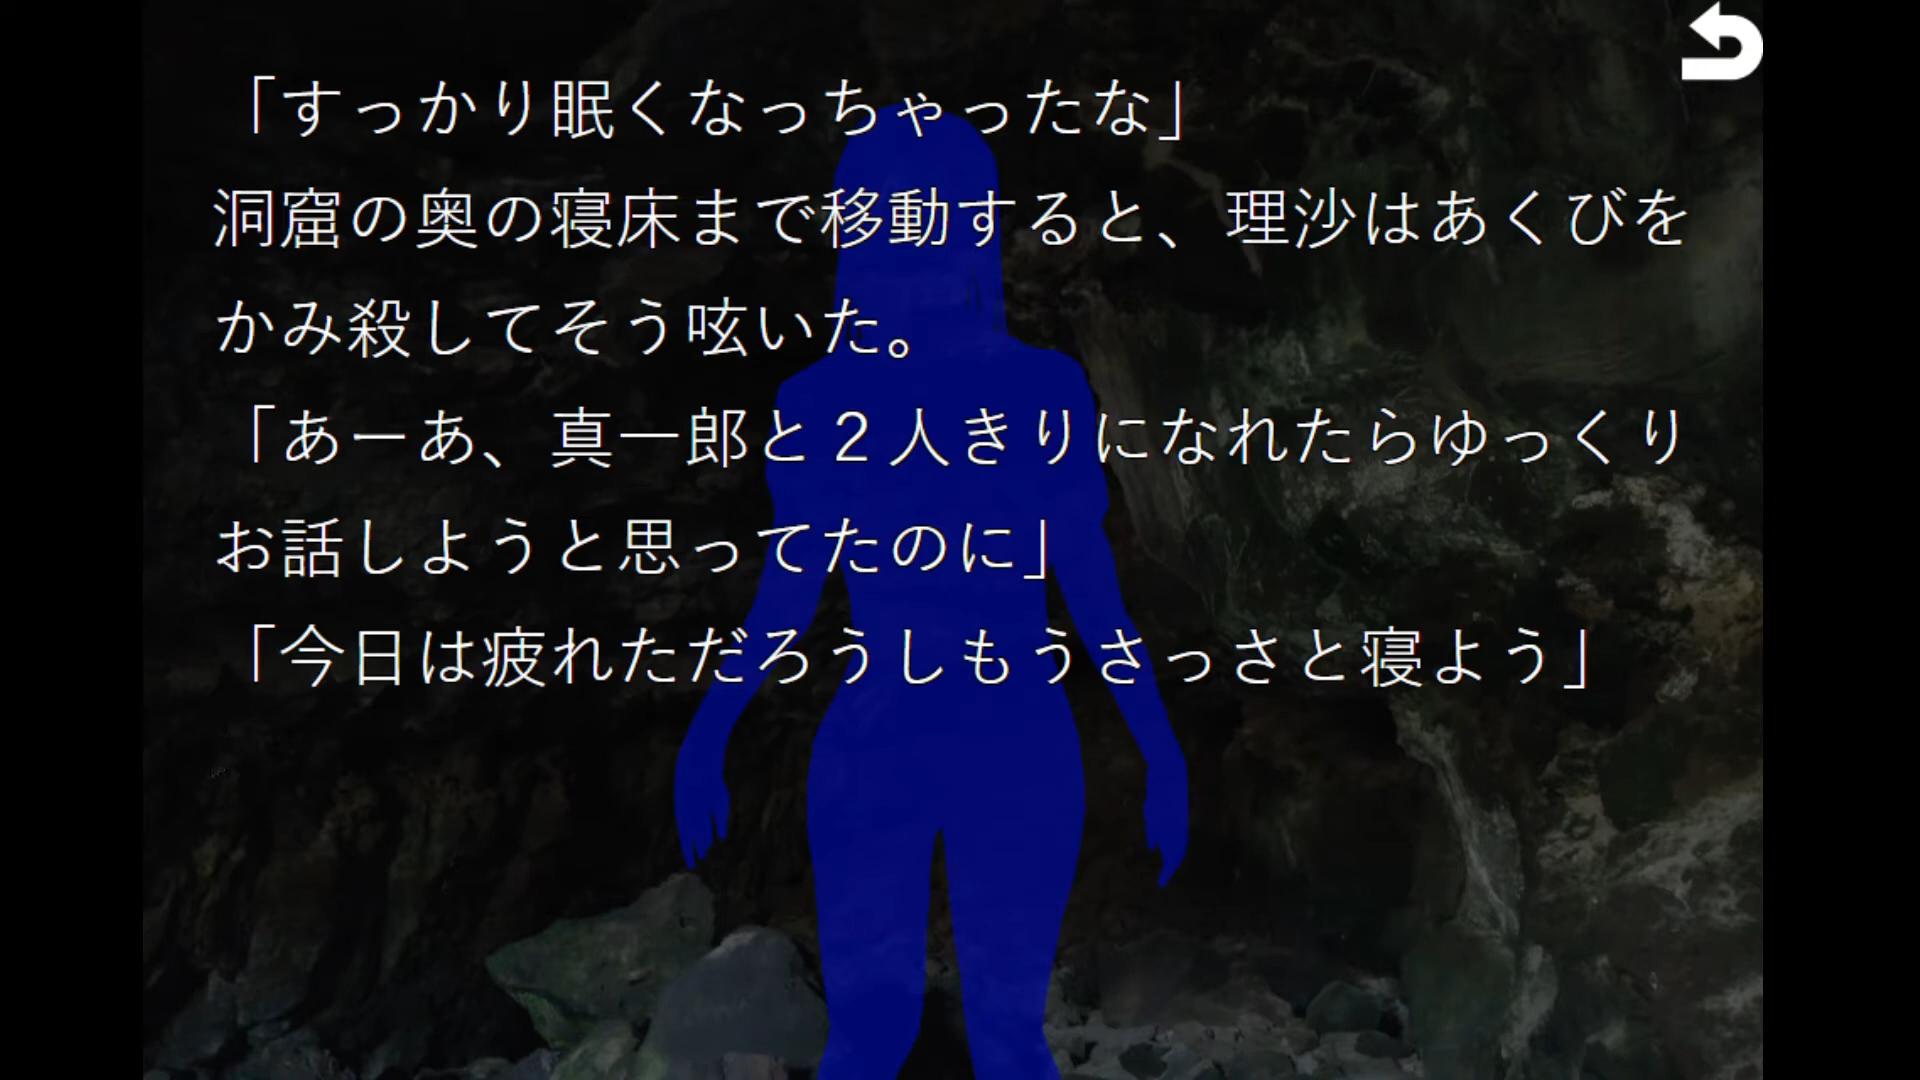 「すっかり眠くなっちゃったな」
洞窟の奥の寝床まで移動すると、理沙はあくびを
かみ殺してそう呟いた。
「あーあ、真一郎と２人きりになれたらゆっくり
お話しようと思ってたのに」
「今日は疲れただろうしもうさっさと寝よう」